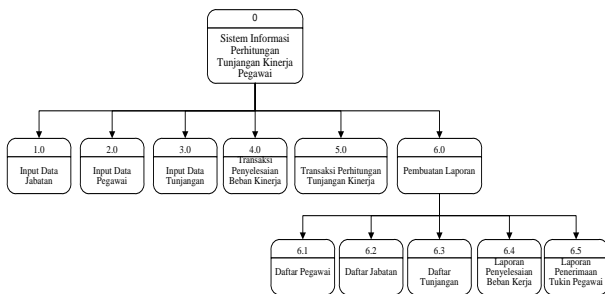 0
Sistem Informasi
Perhitungan
Tunjangan Kinerja
Pegawai
1.0
Input Data
Jabatan
2.0
Input Data
Pegawai
3.0
Input Data
Tunjangan
4.0
Transaksi
Penyelesaian
Beban Kinerja
5.0
Transaksi Perhitungan
Tunjangan Kinerja
6.0
Pembuatan Laporan
6.1
Daftar Pegawai
6.2
Daftar Jabatan
6.3
Daftar
Tunjangan
6.4
Laporan
Penyelesaian
Beban Kerja
6.5
Laporan
Penerimaan
Tukin Pegawai